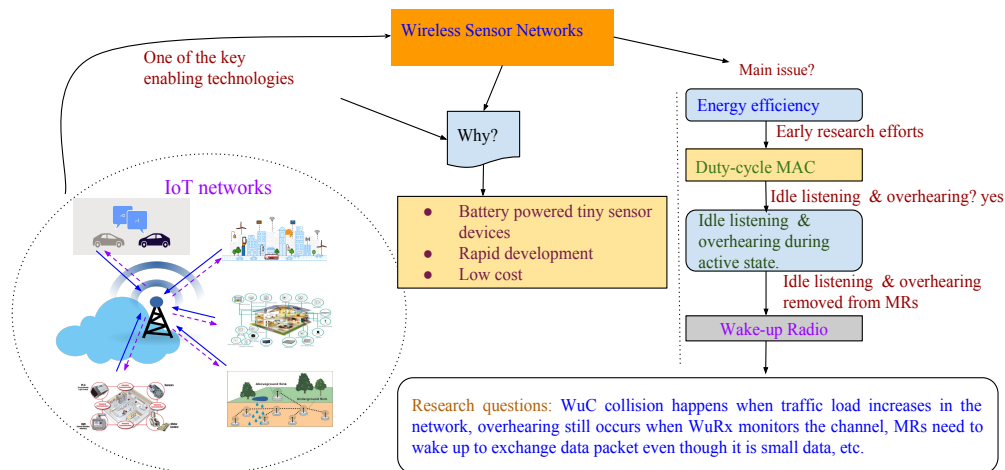 Wireless Sensor Networks
One of the key
enabling technologies
Main issue?
Why?
Energy efficiency
Early research efforts
Duty-cycle MAC
Idle listening & overhearing? yes
Idle listening &
overhearing during
active state.
Idle listening & overhearing
removed from MRs
Wake-up Radio
IoT networks
● Battery powered tiny sensor
devices
● Rapid development
● Low cost
Aboveground Sink
Underground Sink
Research questions: WuC collision happens when traffic load increases in the
network, overhearing still occurs when WuRx monitors the channel, MRs need to
wake up to exchange data packet even though it is small data, etc.